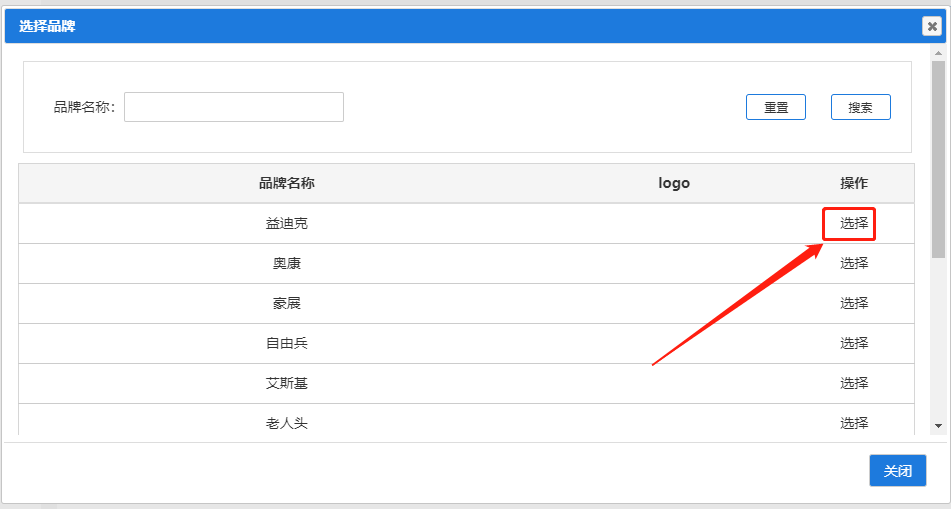 选择品牌
品牌名称：
重置 搜索
品牌名称 logo 操作
益迪克 选择
奥康 选择
豪展 选择
自由兵 选择
艾斯基 选择
老人头 选择
关闭